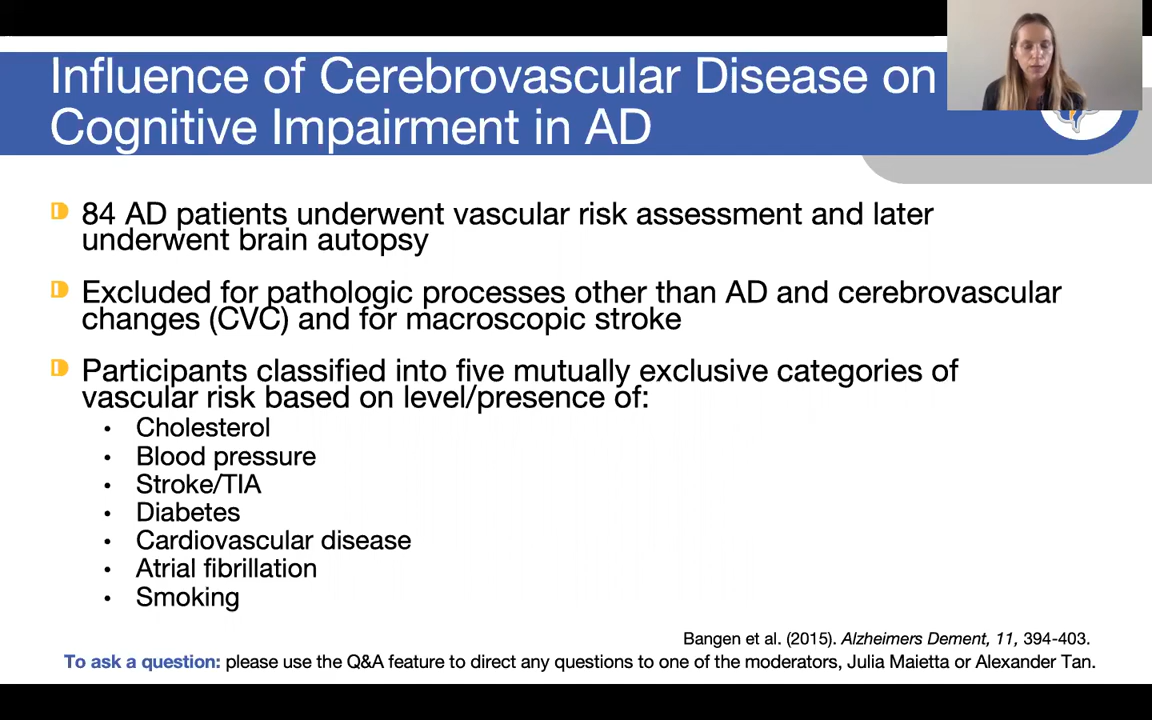 Influence of Cerebrovascular Disease on
Cognitive Impairment in AD
84 AD patients underwent vascular risk assessment and later
underwent brain autopsy
Excluded for pathologic processes other than AD and cerebrovascular
changes (CVC) and for macroscopic stroke
Participants classified into five mutually exclusive categories of
vascular risk based on level/presence of:
• Cholesterol
• Blood pressure
• Stroke/TIA
• Diabetes
• Cardiovascular disease
• Atrial fibrillation
• Smoking
Bangen et al. (2015). Alzheimers Dement, 11, 394-403.
To ask a question: please use the Q&A feature to direct any questions to one of the moderators, Julia Maietta or Alexander Tan.